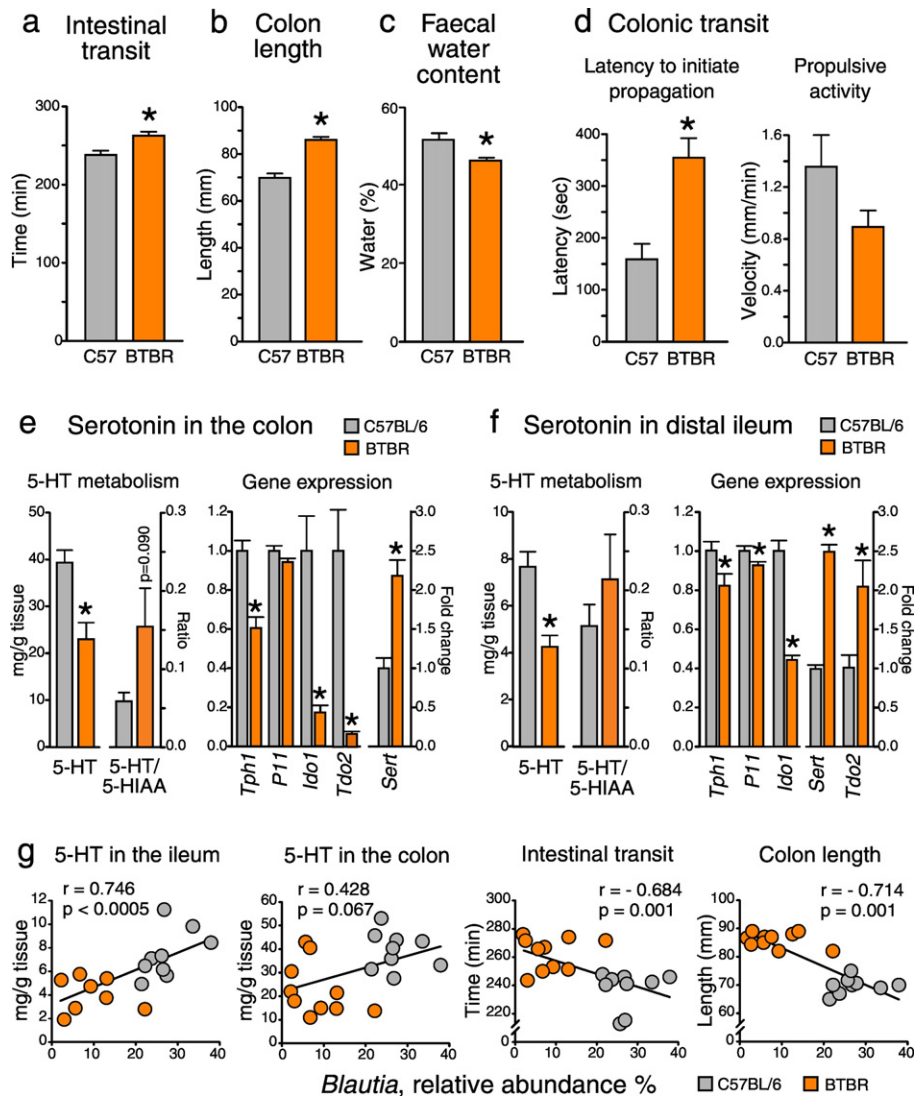 a Intestinal transit
Time (min)
300
200
100
0
C57 BTBR
b Colon length
Length (mm)
100
80
60
40
20
0
*
C57 BTBR
c Faecal water content
Water (%)
60
40
20
0
*
C57 BTBR
d Colonic transit
Latency to initiate propagation
Latency (sec)
400
300
200
100
0
*
C57 BTBR
Propulsive activity
Velocity (mm/min)
1.6
1.2
0.8
0.4
0.0
C57 BTBR
e Serotonin in the colon
C57BL/6
BTBR
5-HT metabolism
mg/g tissue
50
40
30
20
10
0
*
p=0.090
0.3
0.2
0.1
0.0
Ratio
5-HT 5-HT/5-HIAA
Gene expression
1.2
1.0
0.8
0.6
0.4
0.2
0.0
* * * *
3.0
2.5
2.0
1.5
1.0
0.5
0.0
Fold change
Tph1 P11 Ido1 Tdo2 Sert
f Serotonin in distal ileum
C57BL/6
BTBR
5-HT metabolism
mg/g tissue
10
8
6
4
2
0
*
0.3
0.2
0.1
0.0
Ratio
5-HT 5-HT/5-HIAA
Gene expression
1.2
1.0
0.8
0.6
0.4
0.2
0.0
* * * * *
3.0
2.5
2.0
1.5
1.0
0.5
0.0
Fold change
Tph1 P11 Ido1 Sert Tdo2
g 5-HT in the ileum
r = 0.746
p < 0.0005
mg/g tissue
12
10
8
6
4
2
0
0 10 20 30 40
5-HT in the colon
r = 0.428
p = 0.067
mg/g tissue
60
50
40
30
20
10
0
0 10 20 30 40
Intestinal transit
r = - 0.684
p = 0.001
Time (min)
300
280
260
240
220
0
0 10 20 30 40
Colon length
r = - 0.714
p = 0.001
Length (mm)
100
90
80
70
60
0
0 10 20 30 40
Blautia, relative abundance %
C57BL/6 BTBR